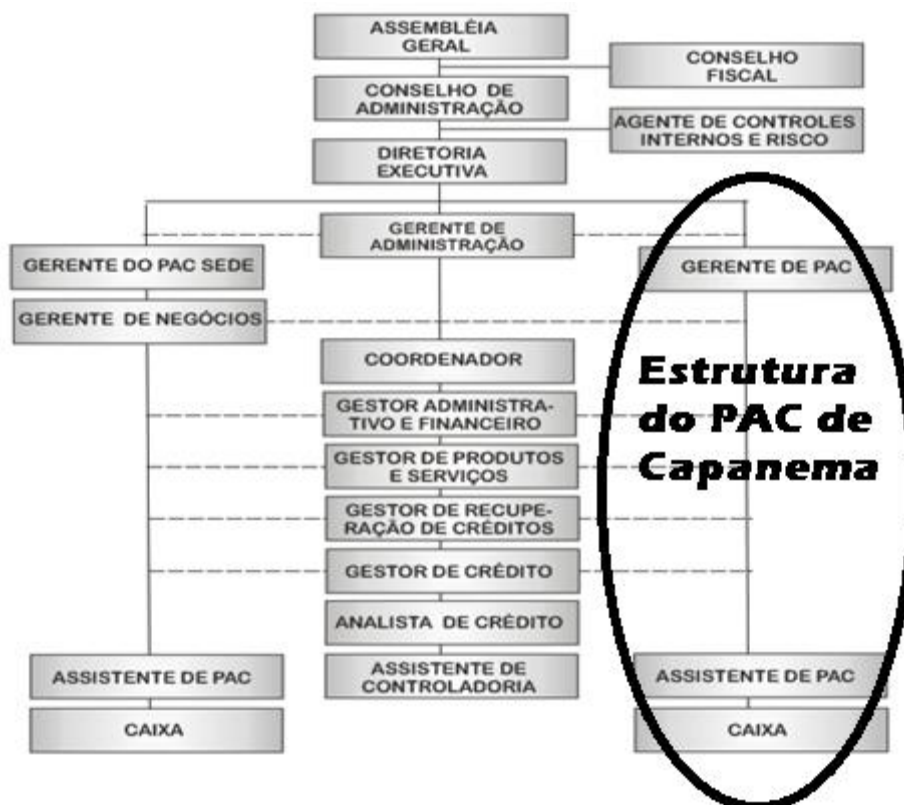 ASSEMBLÉIA
GERAL
CONSELHO
FISCAL
CONSELHO DE
ADMINISTRAÇÃO
AGENTE DE CONTROLES
INTERNOS E RISCO
DIRETORIA
EXECUTIVA
GERENTE DE
ADMINISTRAÇÃO
GERENTE DO PAC SEDE
GERENTE DE PAC
GERENTE DE NEGÓCIOS
COORDENADOR
Estrutura
do PAC de
Capanema
GESTOR ADMINISTRA-
TIVO E FINANCEIRO
GESTOR DE PRODUTOS
E SERVIÇOS
GESTOR DE RECUPE-
RAÇÃO DE CRÉDITOS
GESTOR DE CRÉDITO
ANALISTA DE CRÉDITO
ASSISTENTE DE PAC
ASSISTENTE DE
CONTROLADORIA
ASSISTENTE DE PAC
CAIXA
CAIXA